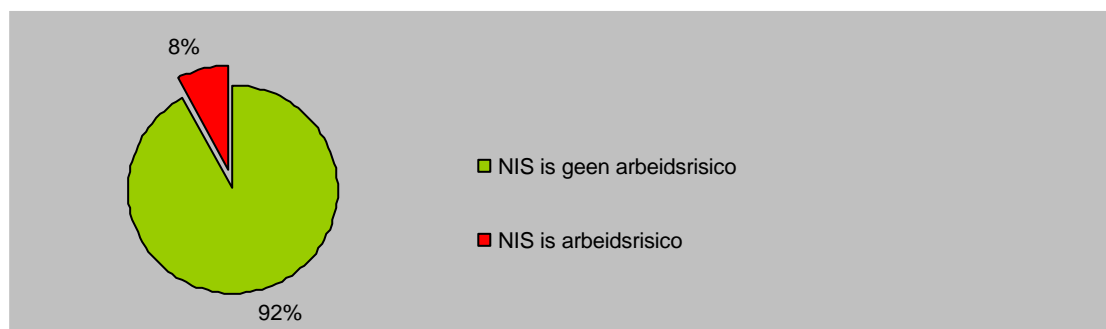 8%
NIS is geen arbeidsrisico
NIS is arbeidsrisico
92%